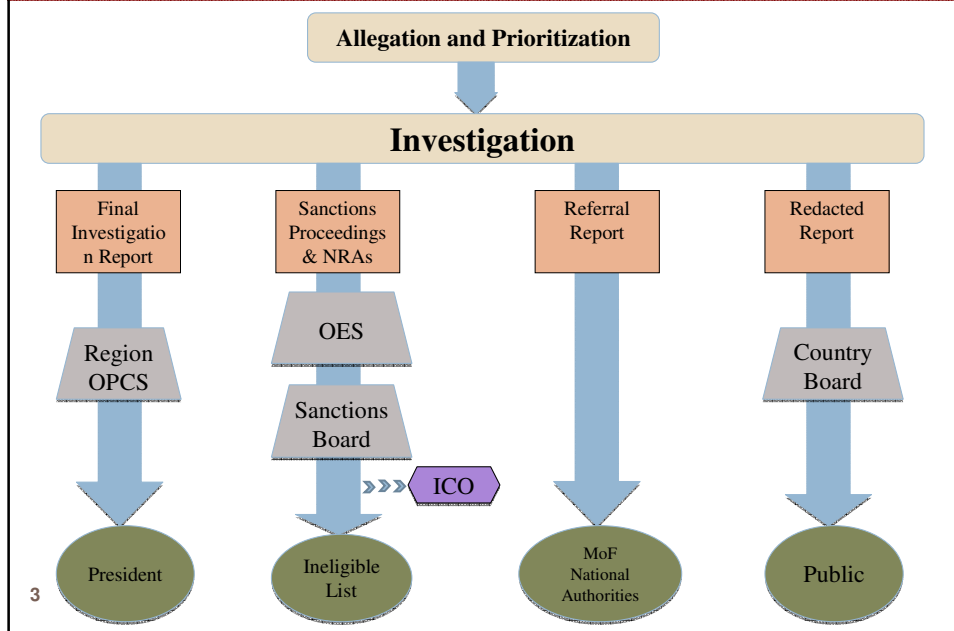 Allegation and Prioritization
Investigation
Final
Investigatio
n Report
Sanctions
Proceedings
& NRAs
Referral
Report
Redacted
Report
Region
OPCS
OES
Sanctions
Board
Country
Board
ICO
President
Ineligible
List
MoF
National
Authorities
Public
3